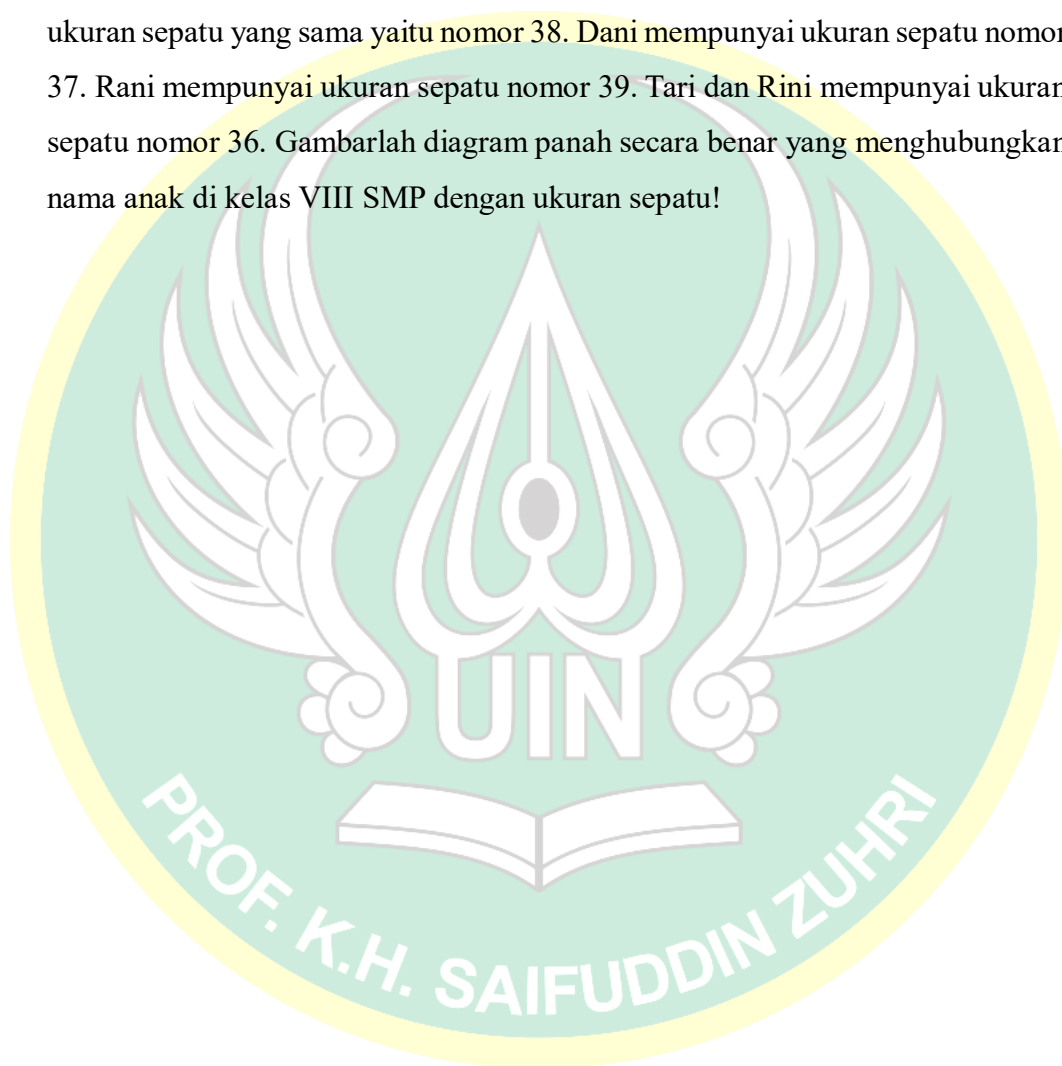 ukuran sepatu yang sama yaitu nomor 38. Dani mempunyai ukuran sepatu nomor
37. Rani mempunyai ukuran sepatu nomor 39. Tari dan Rini mempunyai ukuran
sepatu nomor 36. Gambarlah diagram panah secara benar yang menghubungkan
nama anak di kelas VIII SMP dengan ukuran sepatu!
UIN
PROF. K.H. SAIFUDDIN ZUHRI